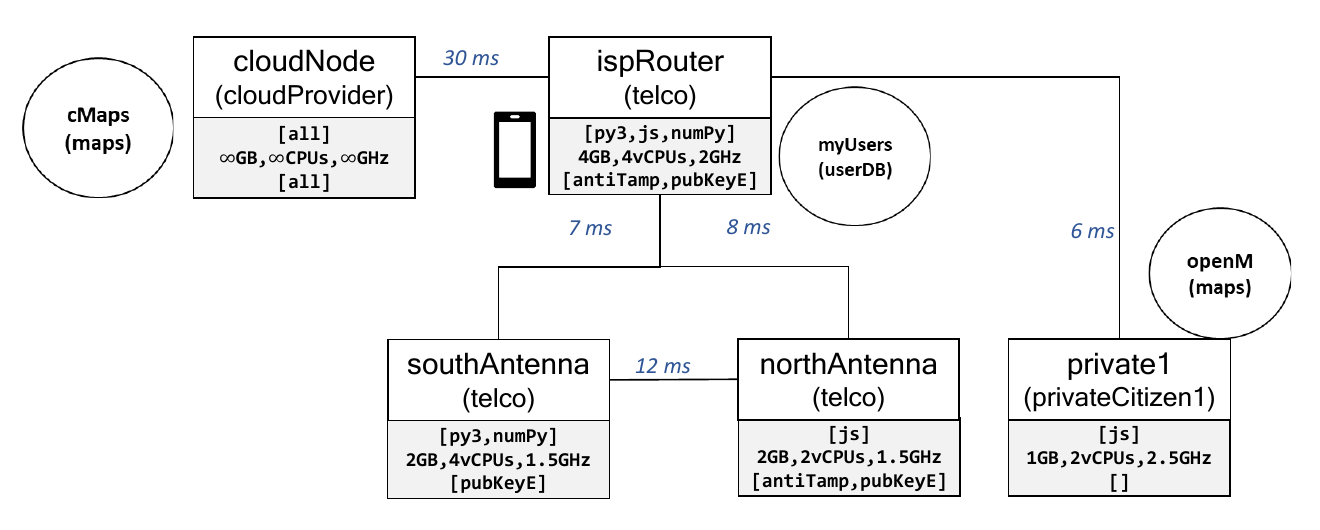 cMaps
(maps)
cloudNode
(cloudProvider)
[all]
∞GB,∞CPUs,∞GHz
[all]
30 ms
ispRouter
(telco)
[py3,js,numPy]
4GB,4vCPUs,2GHz
[antiTamp,pubKeyE]
myUsers
(userDB)
7 ms
8 ms
6 ms
openM
(maps)
southAntenna
(telco)
[py3,numPy]
2GB,4vCPUs,1.5GHz
[pubKeyE]
12 ms
northAntenna
(telco)
[js]
2GB,2vCPUs,1.5GHz
[antiTamp,pubKeyE]
private1
(privateCitizen1)
[js]
1GB,2vCPUs,2.5GHz
[]